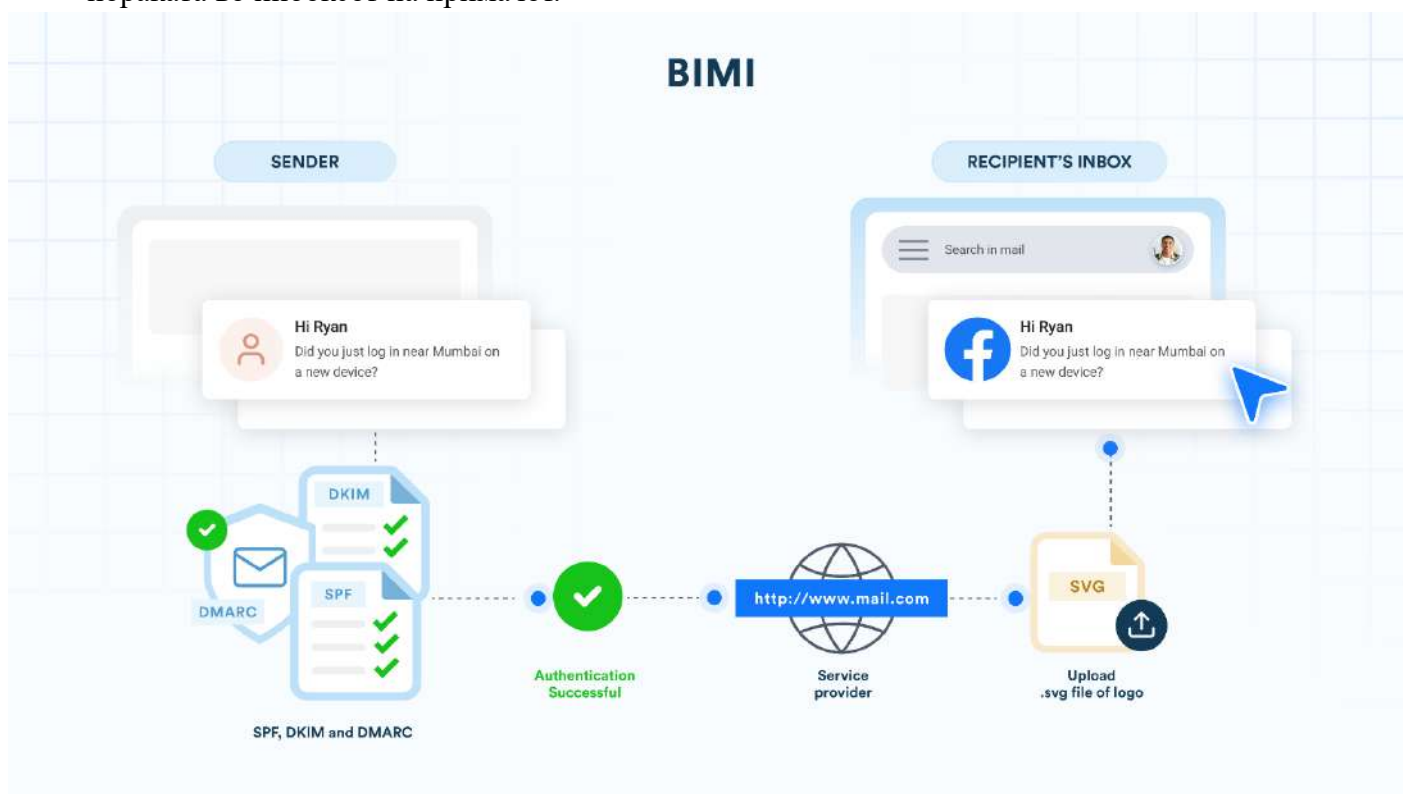 BIMI
SENDER
Hi Ryan
Did you just log in near Mumbai on
a new device?
DKIM
SPF
DMARC
SPF, DKIM and DMARC
Authentication
Successful
http://www.mail.com
Service
provider
RECIPIENT'S INBOX
Search in mail
Hi Ryan
Did you just log in near Mumbai on
a new device?
SVG
Upload
.svg file of logo